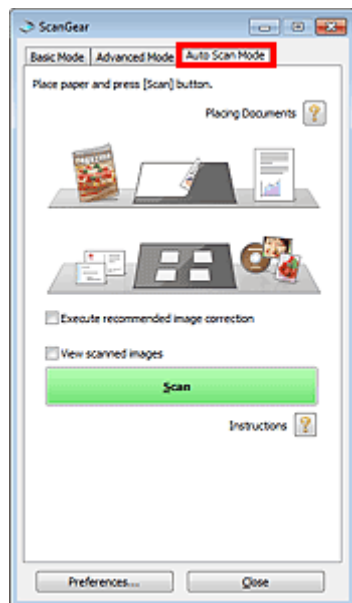 ScanGear
Basic Mode Advanced Mode Auto Scan Mode
Place paper and press [Scan] button.
Placing Documents
magazine
Execute recommended image correction
View scanned images
Scan
Instructions
Preferences... Close